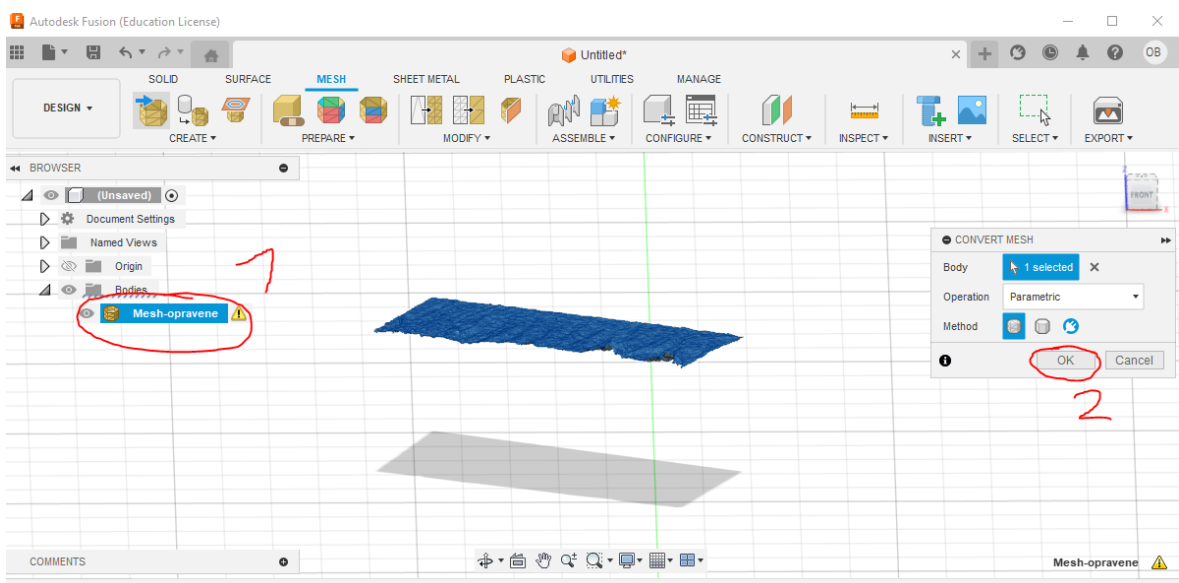 Autodesk Fusion (Education License)
Untitled*
OB
SOLID SURFACE MESH SHEET METAL PLASTIC UTILITIES MANAGE
DESIGN
CREATE PREPARE MODIFY ASSEMBLE CONFIGURE CONSTRUCT INSPECT INSERT SELECT EXPORT
BROWSER
(Unsaved)
Document Settings
Named Views
Origin
Bodies
Mesh-opravene
1
FRONT
Z
X
CONVERT MESH
Body 1 selected
Operation Parametric
Method
OK Cancel
2
COMMENTS
Mesh-opravene